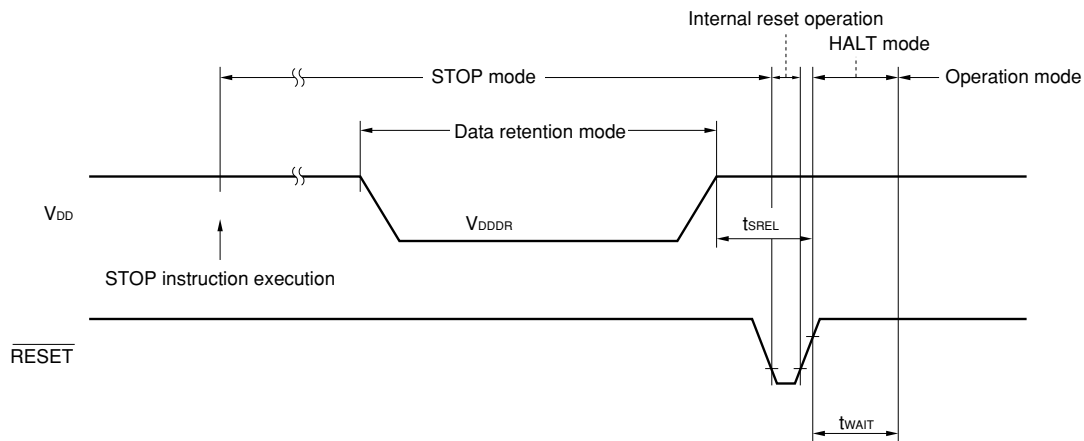 Internal reset operation
HALT mode
STOP mode
Operation mode
Data retention mode
VDD
VDDDR
tSREL
STOP instruction execution
RESET
tWAIT